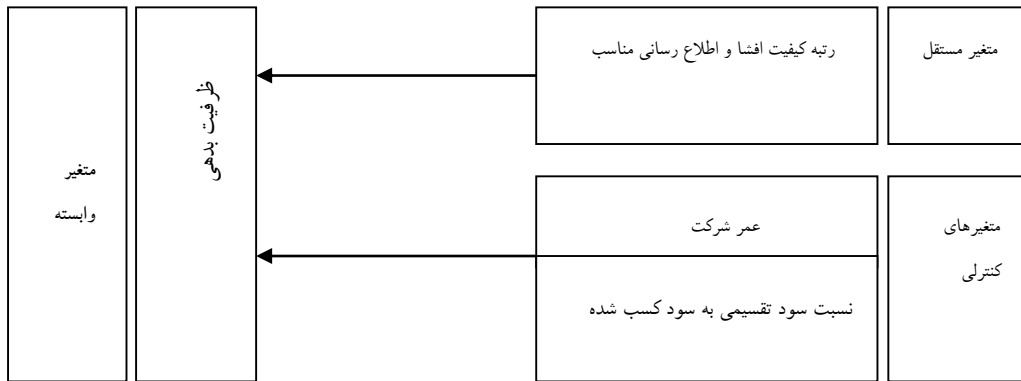 متغیر مستقل
رتبه کیفیت افشا و اطلاع رسانی مناسب
متغیرهای
کنترلی
عمر شرکت
نسبت سود تقسیمی به سود کسب شده
ظرفیت بدهی
متغیر
وابسته